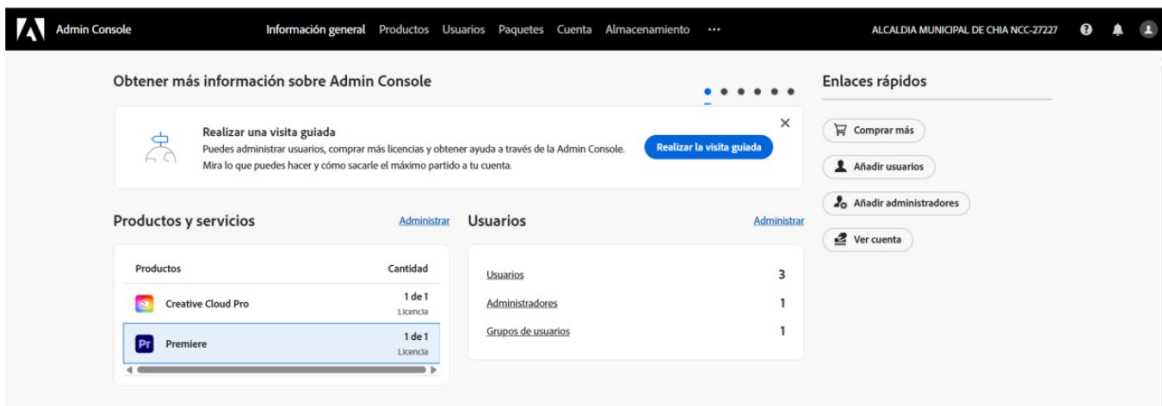 Admin Console
Información general Productos Usuarios Paquetes Cuenta Almacenamiento ···
ALCALDIA MUNICIPAL DE CHIA NCC-27227
Obtener más información sobre Admin Console
Realizar una visita guiada
Puedes administrar usuarios, comprar más licencias y obtener ayuda a través de la Admin Console.
Mira lo que puedes hacer y cómo sacarle el máximo partido a tu cuenta.
Realizar la visita guiada
Enlaces rápidos
Comprar más
Añadir usuarios
Añadir administradores
Ver cuenta
Productos y servicios Administrar
Productos Cantidad
Creative Cloud Pro 1 de 1
Licencia
Pr Premiere 1 de 1
Licencia
Usuarios Administrar
Usuarios 3
Administradores 1
Grupos de usuarios 1